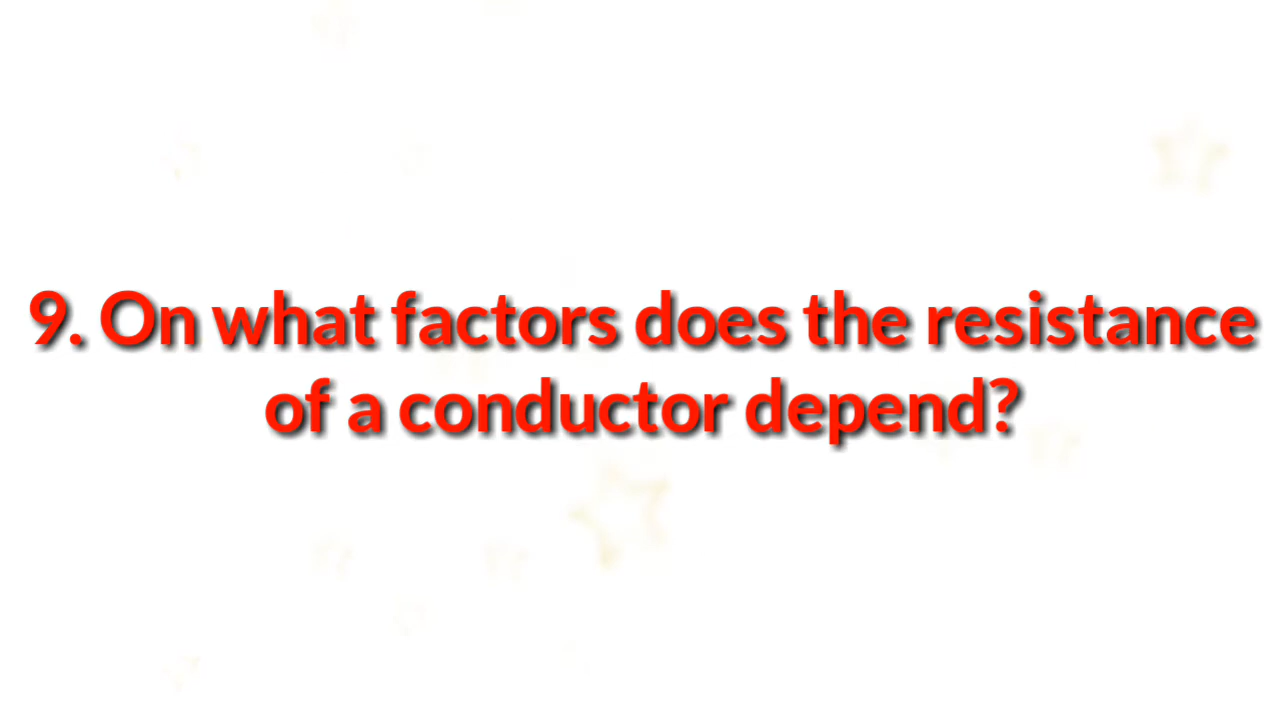 9. On what factors does the resistance
of a conductor depend?